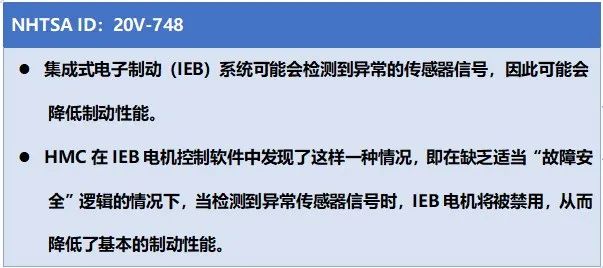 NHTSA ID：20V-748
● 集成式电子制动（IEB）系统可能会检测到异常的传感器信号，因此可能会
降低制动性能。
● HMC 在 IEB 电机控制软件中发现了这样一种情况，即在缺乏适当“故障安
全”逻辑的情况下，当检测到异常传感器信号时，IEB 电机将被禁用，从而
降低了基本的制动性能。